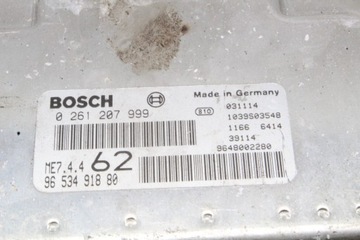 BOSCH
Made in Germany
0 261 207 999
031114
1039S03548
1166 6414
39114
9648002280
ME7.4.4 62
96 534 918 80